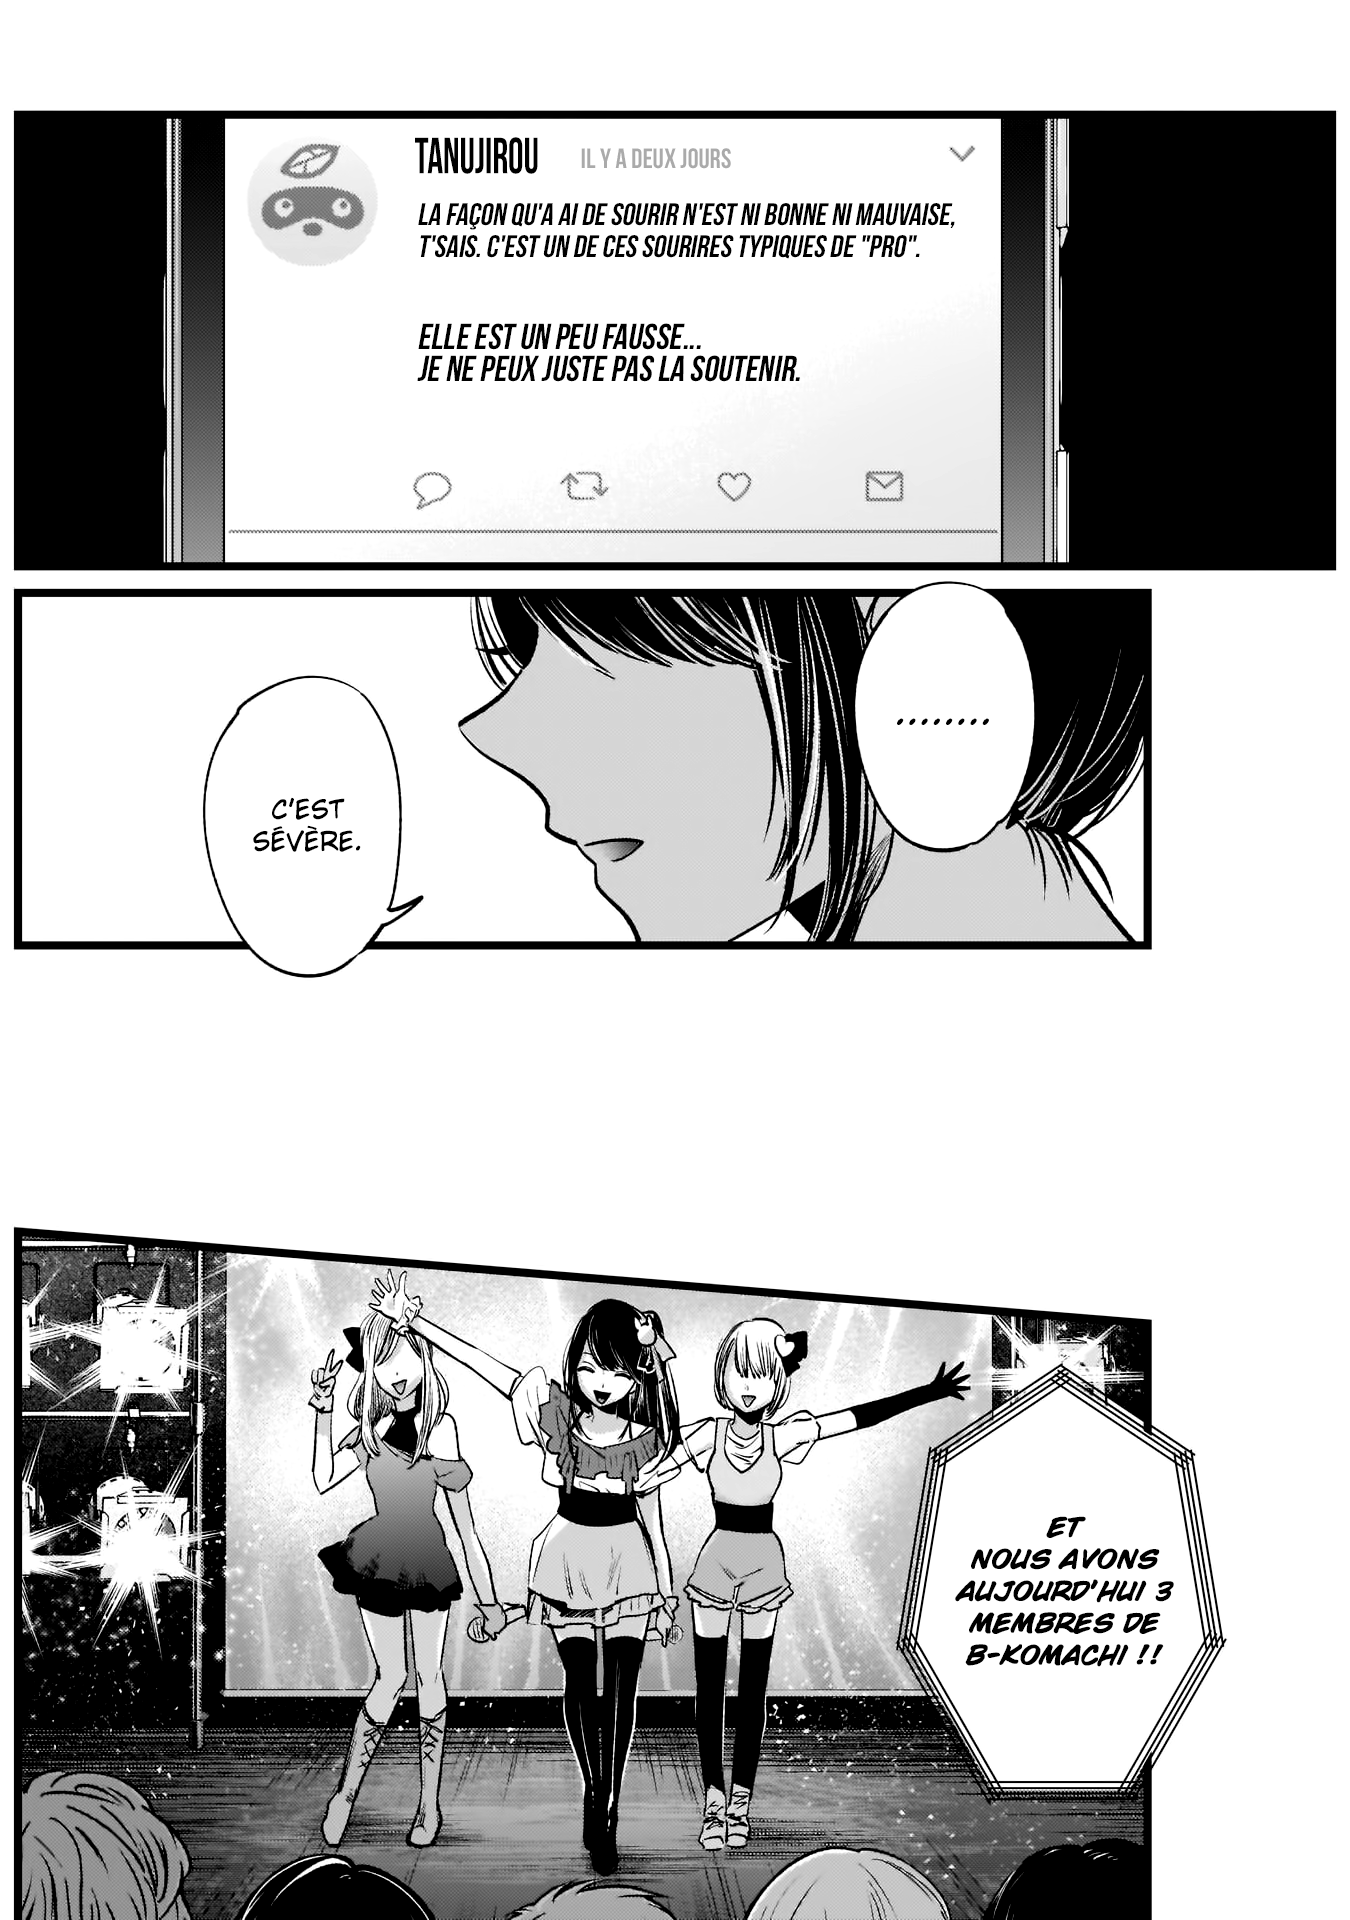 TANUJIROU IL Y A DEUX JOURS
LA FAÇON QU'A AI DE SOURIR N'EST NI BONNE NI MAUVAISE,
T'SAIS. C'EST UN DE CES SOURIRES TYPIQUES DE "PRO".
ELLE EST UN PEU FAUSSE...
JE NE PEUX JUSTE PAS LA SOUTENIR.
........
C'EST
SÉVÈRE.
ET
NOUS AVONS
AUJOURD'HUI 3
MEMBRES DE
B-KOMACHI !!